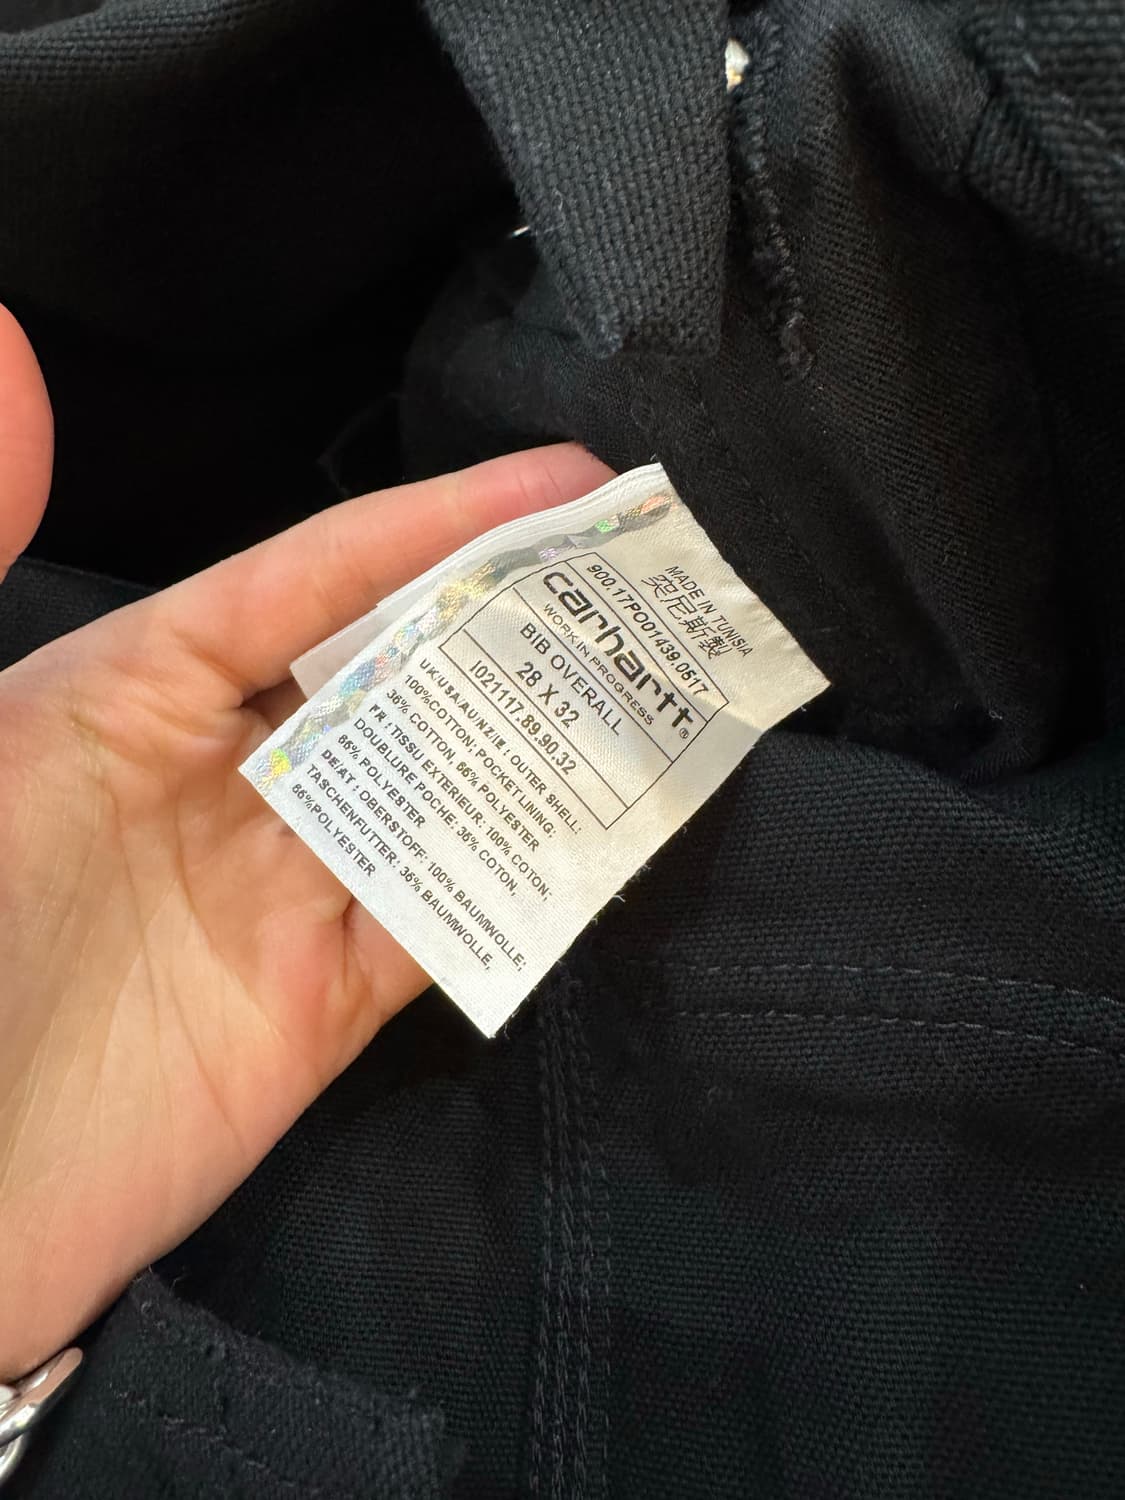 MADE IN TUNISIA
突尼斯製
900.17PO01439.0517
carhartt®
WORK IN PROGRESS
BIB OVERALL
28 X 32
I021117.89.90.32
UK/USA/AU/NZ/IE : OUTER SHELL:
100%COTTON; POCKET LINING:
36% COTTON, 66% POLYESTER
FR : TISSU EXTERIEUR: 100% COTON;
DOUBLURE POCHE: 36% COTON,
66% POLYESTER
DE/AT : DBERSTOFF: 100% BAUMWOLLE;
TASCHENFUTTER: 36% BAUMWOLLE,
66%POLYESTER